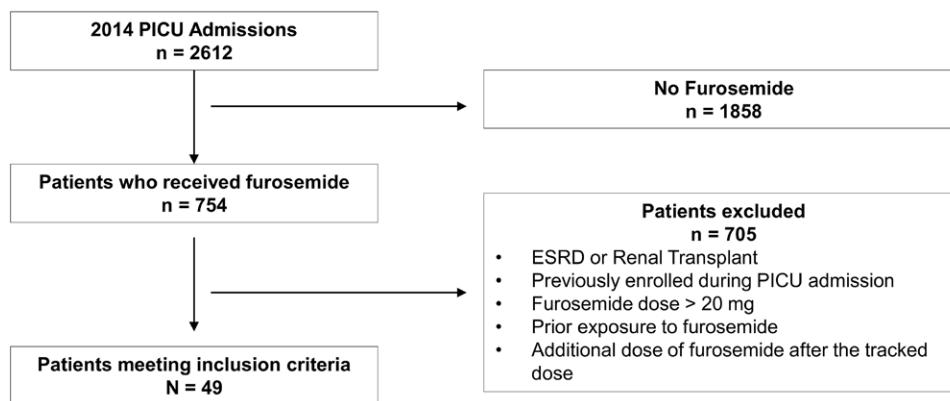 2014 PICU Admissions
n = 2612
No Furosemide
n = 1858
Patients who received furosemide
n = 754
Patients excluded
n = 705
• ESRD or Renal Transplant
• Previously enrolled during PICU admission
• Furosemide dose > 20 mg
• Prior exposure to furosemide
• Additional dose of furosemide after the tracked
dose
Patients meeting inclusion criteria
N = 49